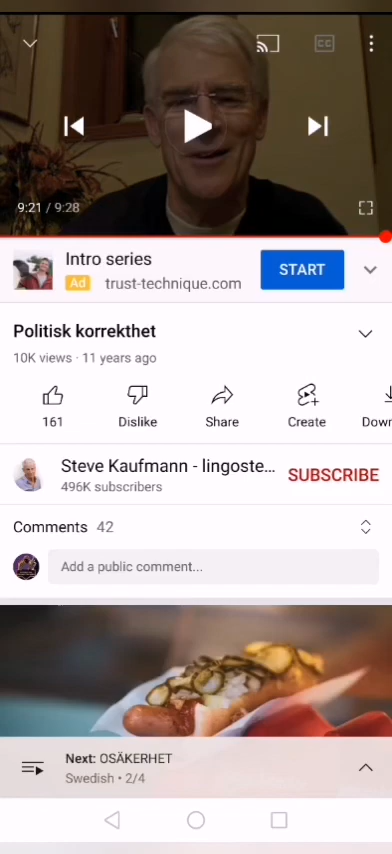 CC
9:21 / 9:28
Intro series
START
Ad trust-technique.com
Politisk korrekthet
10K views · 11 years ago
161
Dislike
Share
Create
Down
Steve Kaufmann - lingoste...
496K subscribers
SUBSCRIBE
Comments 42
Add a public comment...
Next: OSÄKERHET
Swedish • 2/4